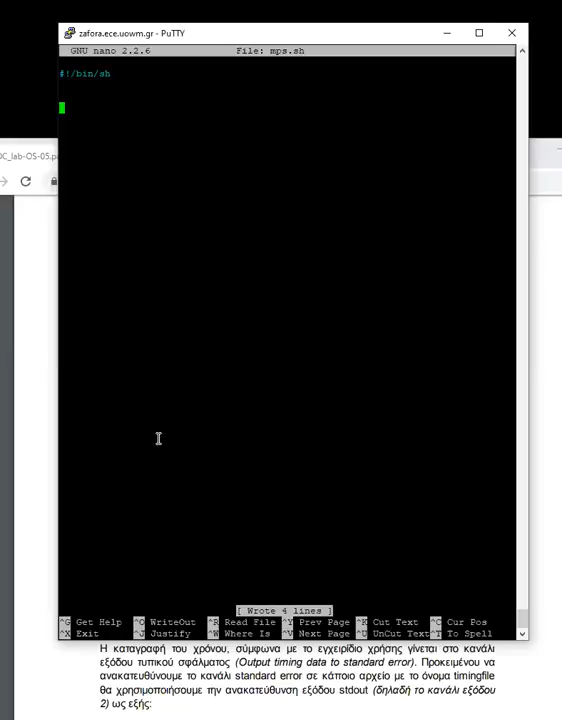 zafora.ece.uowm.gr - PuTTY
GNU nano 2.2.6 File: mps.sh
#!/bin/sh
DC_lab-OS-05.p
[ Wrote 4 lines ]
^G Get Help ^O WriteOut ^R Read File ^Y Prev Page ^K Cut Text ^C Cur Pos
^X Exit ^J Justify ^W Where Is ^V Next Page ^U UnCut Text ^T To Spell
Η καταγραφή του χρόνου, σύμφωνα με το εγχειρίδιο χρήσης γίνεται στο κανάλι
εξόδου τυπικού σφάλματος (Output timing data to standard error). Προκειμένου να
ανακατευθύνουμε το κανάλι standard error σε κάποιο αρχείο με το όνομα timingfile
θα χρησιμοποιήσουμε την ανακατεύθυνση εξόδου stdout (δηλαδή το κανάλι εξόδου
2) ως εξής: